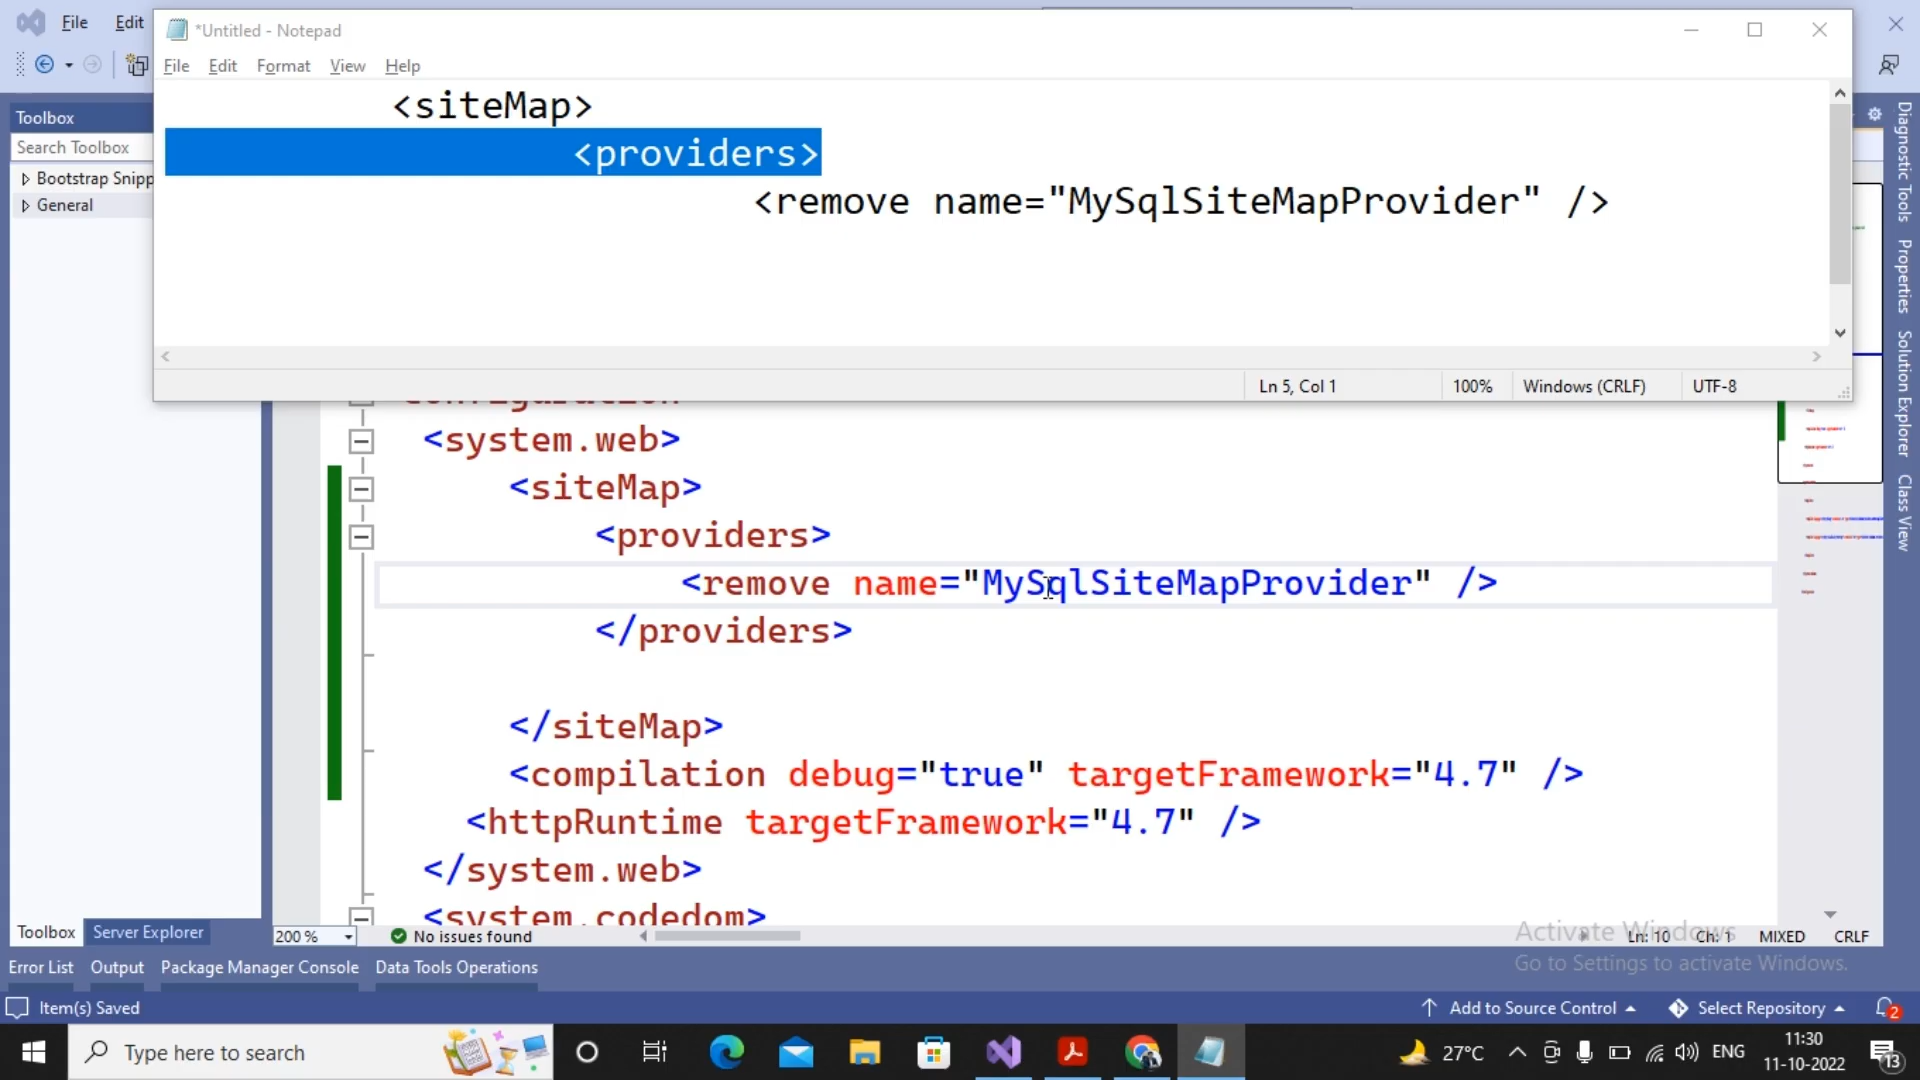 File Edit
*Untitled - Notepad
File Edit Format View Help
<siteMap>
<providers>
<remove name="MySqlSiteMapProvider" />
Ln 5, Col 1 100% Windows (CRLF) UTF-8
Toolbox
Search Toolbox
Bootstrap Snipp
General
Diagnostic Tools
Properties
Solution Explorer
Class View
<system.web>
<siteMap>
<providers>
<remove name="MySqlSiteMapProvider" />
</providers>
</siteMap>
<compilation debug="true" targetFramework="4.7" />
<httpRuntime targetFramework="4.7" />
</system.web>
<system.codedom>
Toolbox Server Explorer
200 % No issues found Ln: 10 Ch: 1 MIXED CRLF
Activate Windows
Go to Settings to activate Windows.
Error List Output Package Manager Console Data Tools Operations
Item(s) Saved Add to Source Control Select Repository 2
Type here to search 27°C ENG 11:30
11-10-2022 13